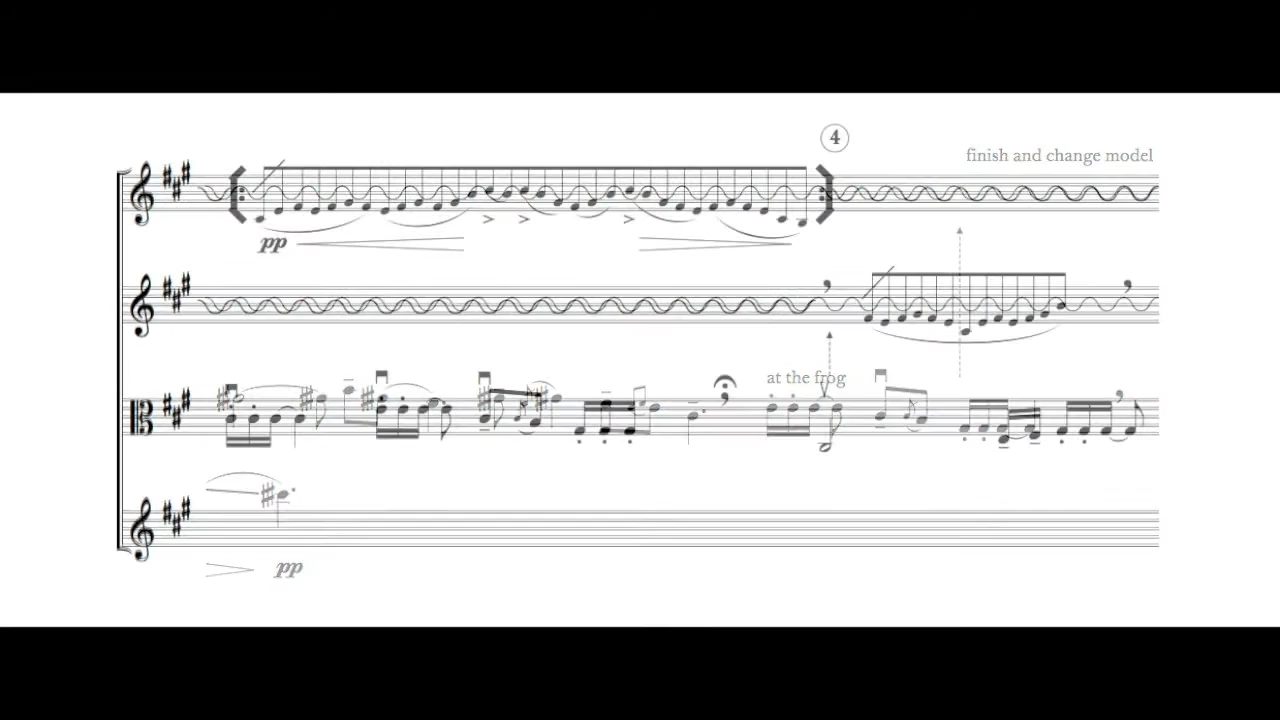 4
finish and change model
pp
at the frog
pp